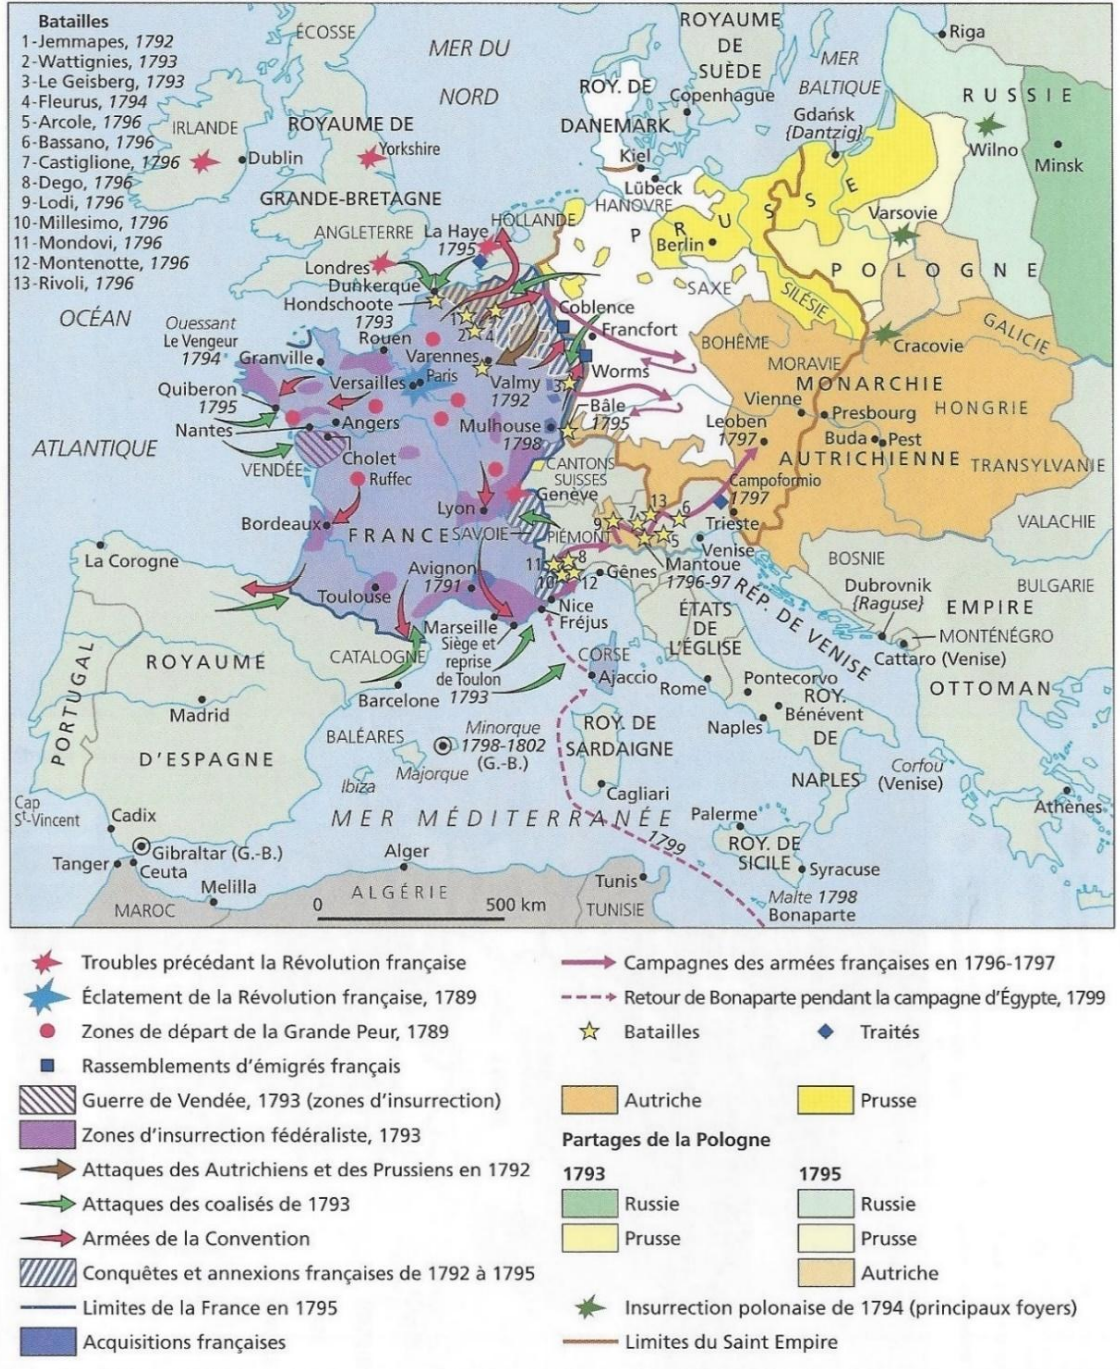 Batailles
1-Jemmapes, 1792
2-Wattignies, 1793
3-Le Geisberg, 1793
4-Fleurus, 1794
5-Arcole, 1796
6-Bassano, 1796
7-Castiglione, 1796
8-Dego, 1796
9-Lodi, 1796
10-Millesimo, 1796
11-Mondovi, 1796
12-Montenotte, 1796
13-Rivoli, 1796
ÉCOSSE
MER DU
NORD
ROYAUME
DE
SUÈDE
MER
BALTIQUE
Riga
RUSSIE
ROY. DE
DANEMARK
Copenhague
Gdańsk
{Dantzig}
Wilno
Minsk
IRLANDE
Dublin
ROYAUME DE
Yorkshire
GRANDE-BRETAGNE
Kiel
Lübeck
HANOVRE
PRUSSE
Berlin
Varsovie
POLOGNE
ANGLETERRE
La Haye
1795
HOLLANDE
Londres
Dunkerque
Hondschoote
1793
SAXE
SILÉSIE
OCÉAN
ATLANTIQUE
Ouessant
Le Vengeur
1794
Coblence
Francfort
GALICIE
Cracovie
Rouen
Granville
Varennes
Paris
Versailles
Valmy
1792
1
2
4
3
Worms
BOHÊME
MORAVIE
MONARCHIE
AUTRICHIENNE
Quiberon
1795
Nantes
Angers
VENDÉE
Cholet
Ruffec
Bâle
1795
Mulhouse
1798
Vienne
Presbourg
HONGRIE
Leoben
1797
Buda
Pest
TRANSYLVANIE
CANTONS
SUISSES
Genève
Campoformio
1797
Trieste
VALACHIE
Bordeaux
FRANCE
Lyon
SAVOIE
PIÉMONT
9
7
13
6
5
Venise
Mantoue
1796-97
BOSNIE
La Corogne
Avignon
1791
11
8
10
12
Gênes
Nice
Fréjus
RÉP. DE VENISE
Dubrovnik
{Raguse}
BULGARIE
EMPIRE
OTTOMAN
Toulouse
Marseille
Siège et
reprise
de Toulon
1793
ÉTATS
DE
L'ÉGLISE
MONTÉNÉGRO
Cattaro (Venise)
PORTUGAL
ROYAUME
D'ESPAGNE
CATALOGNE
Barcelone
CORSE
Ajaccio
Rome
Pontecorvo
ROY.
Bénévent
DE
NAPLES
Naples
Madrid
BALÉARES
Minorque
1798-1802
(G.-B.)
Majorque
Ibiza
ROY. DE
SARDAIGNE
Cagliari
Corfou
(Venise)
Athènes
Cap
St-Vincent
Cadix
MER MÉDITERRANÉE
1799
Palerme
ROY. DE
SICILE
Syracuse
Gibraltar (G.-B.)
Tanger
Ceuta
Melilla
Alger
ALGÉRIE
Tunis
TUNISIE
Malte 1798
Bonaparte
MAROC
0
500 km
Troubles précédant la Révolution française
Éclatement de la Révolution française, 1789
Zones de départ de la Grande Peur, 1789
Rassemblements d'émigrés français
Guerre de Vendée, 1793 (zones d'insurrection)
Zones d'insurrection fédéraliste, 1793
Attaques des Autrichiens et des Prussiens en 1792
Attaques des coalisés de 1793
Armées de la Convention
Conquêtes et annexions françaises de 1792 à 1795
Limites de la France en 1795
Acquisitions françaises
Campagnes des armées françaises en 1796-1797
Retour de Bonaparte pendant la campagne d'Égypte, 1799
Batailles
Traités
Autriche
Prusse
Partages de la Pologne
1793
1795
Russie
Russie
Prusse
Prusse
Autriche
Insurrection polonaise de 1794 (principaux foyers)
Limites du Saint Empire